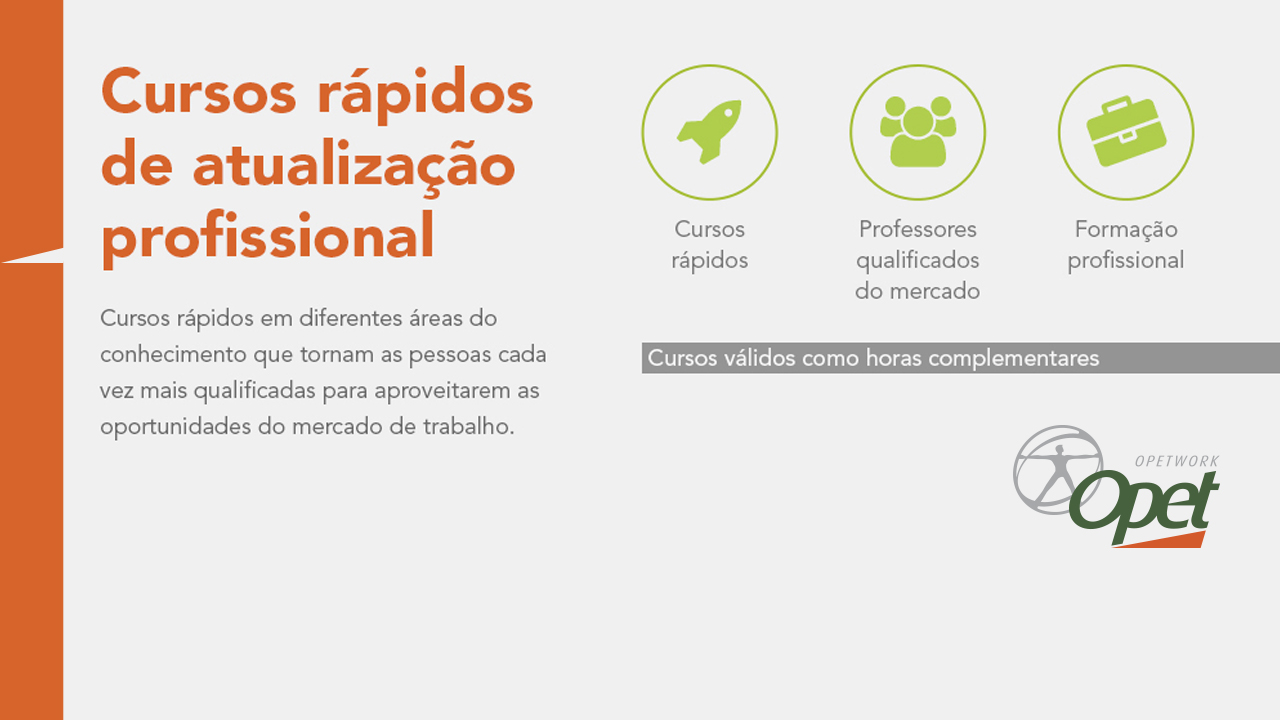 Cursos rápidos
de atualização
profissional
Cursos rápidos em diferentes áreas do
conhecimento que tornam as pessoas cada
vez mais qualificadas para aproveitarem as
oportunidades do mercado de trabalho.
Cursos
rápidos
Professores
qualificados
do mercado
Formação
profissional
Cursos válidos como horas complementares
OPETWORK
Opet